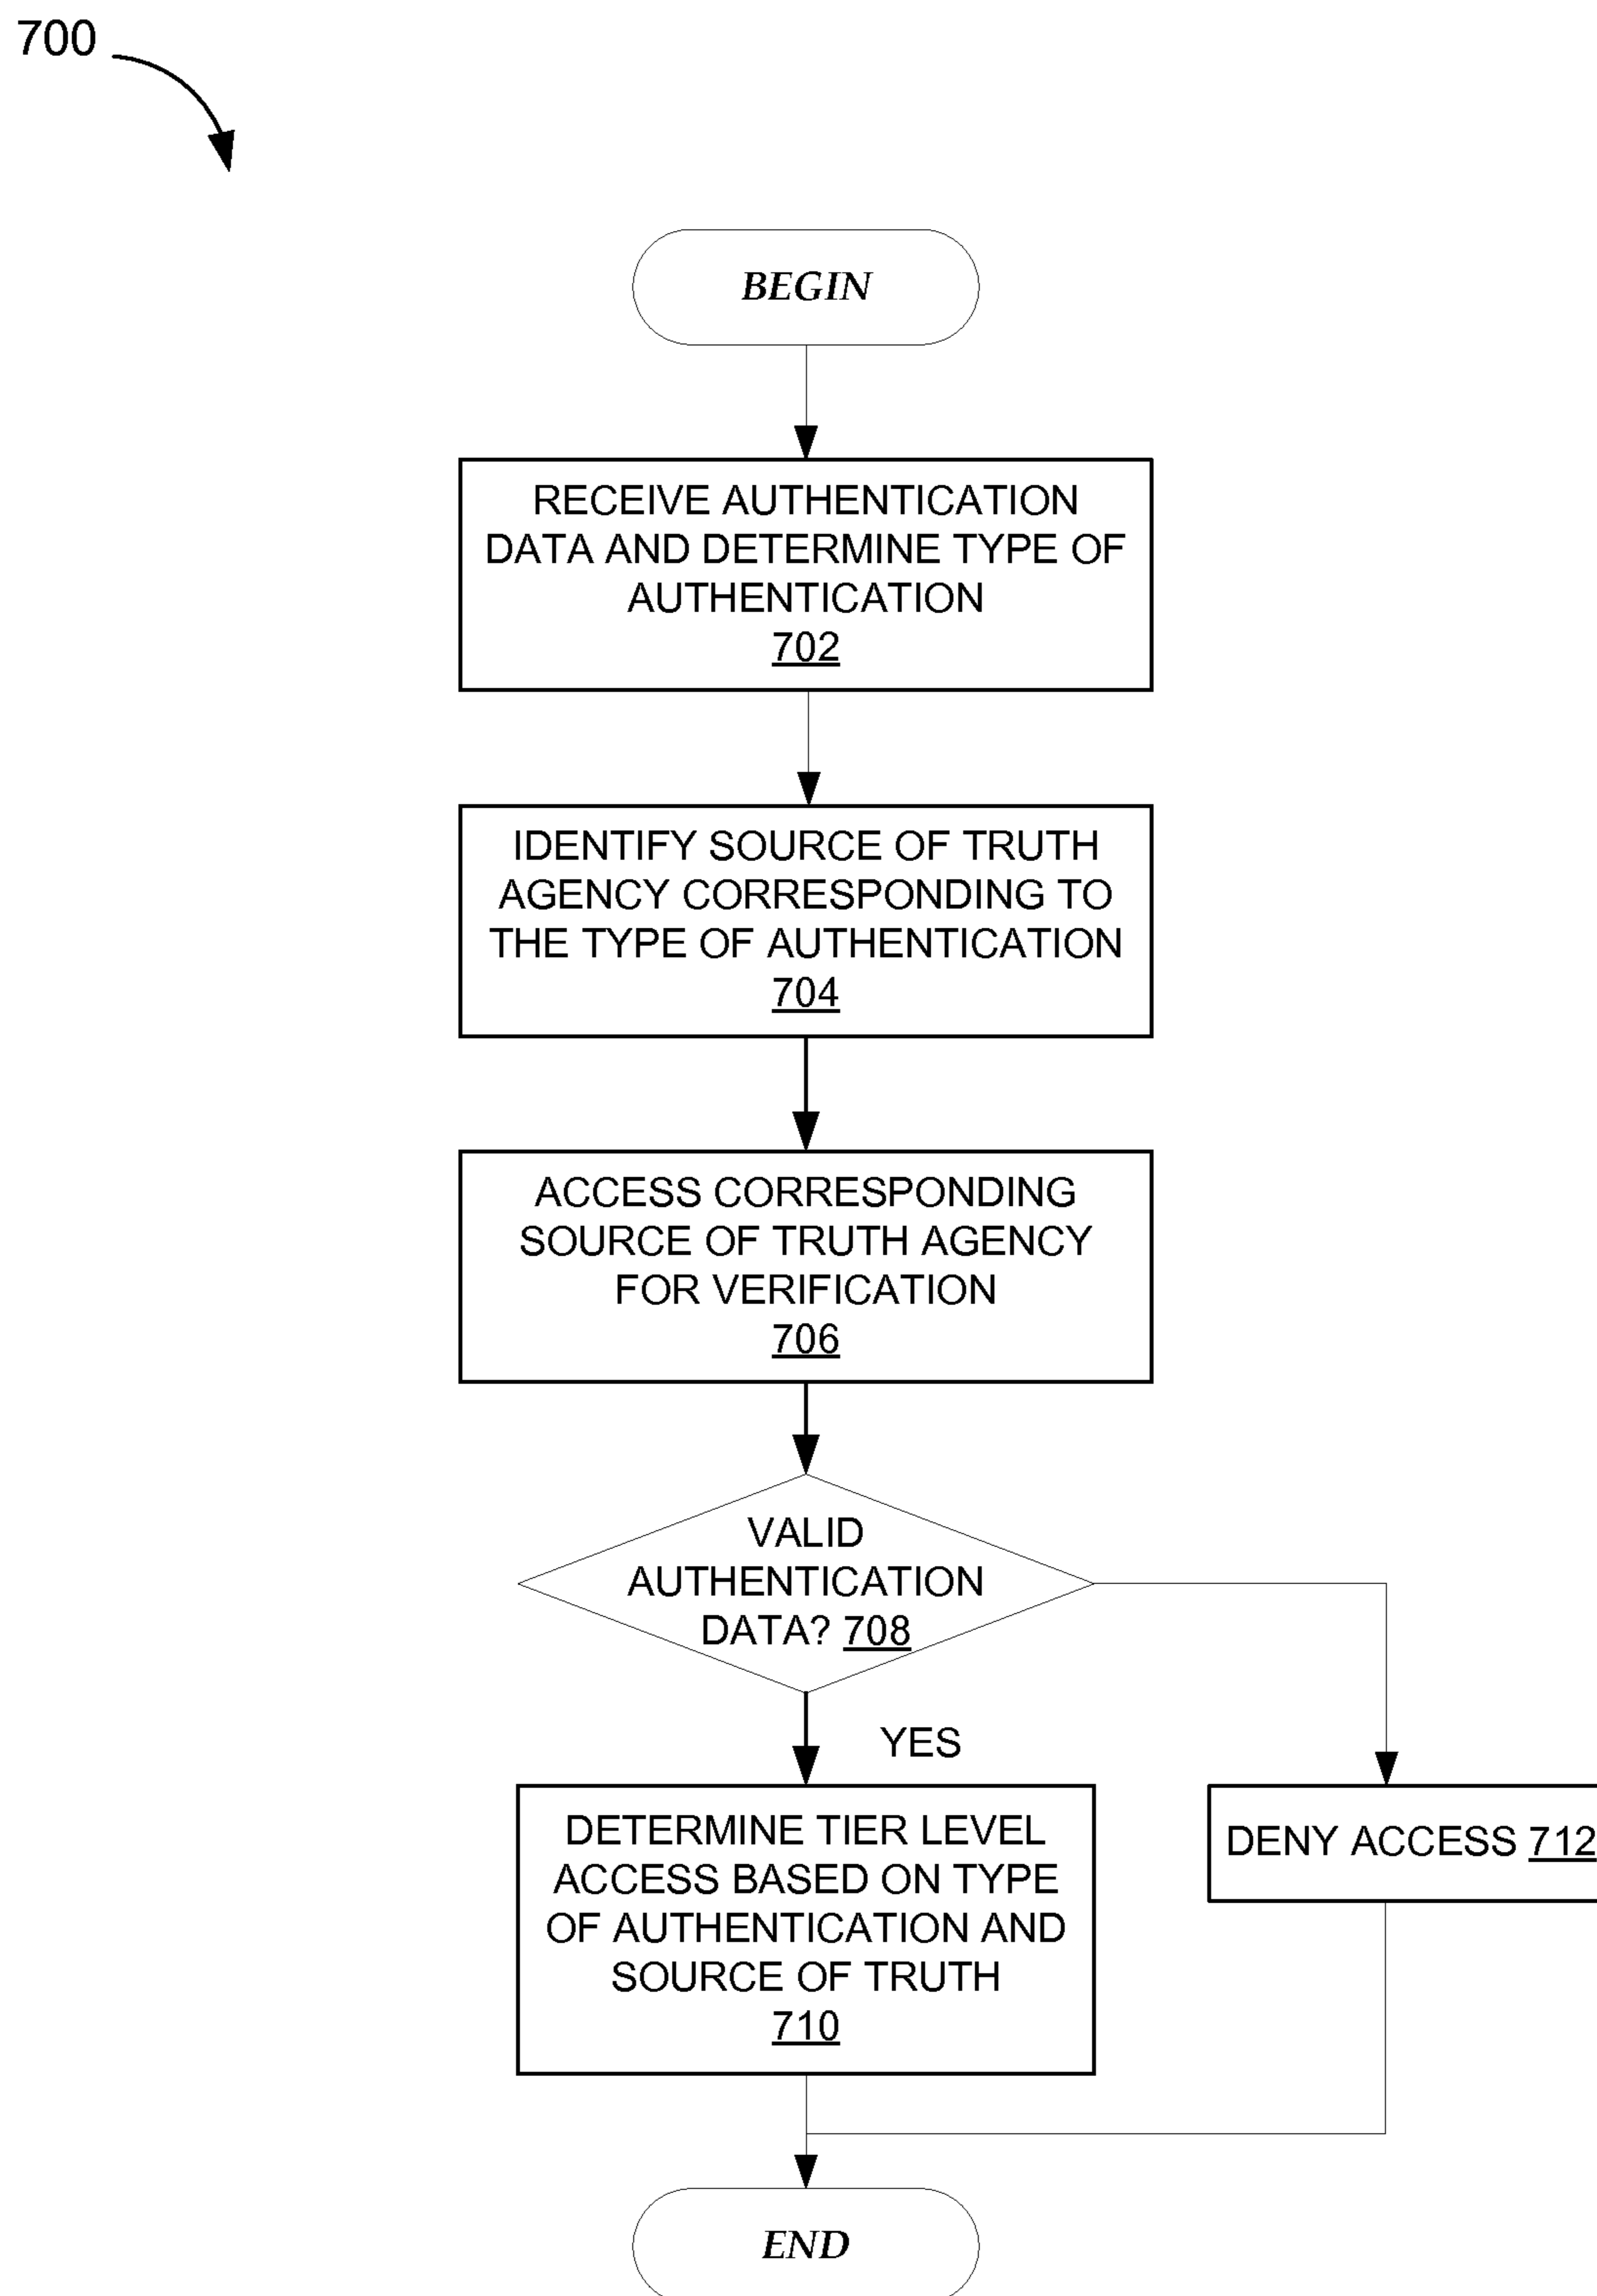 700
BEGIN
RECEIVE AUTHENTICATION
DATA AND DETERMINE TYPE OF
AUTHENTICATION
702
IDENTIFY SOURCE OF TRUTH
AGENCY CORRESPONDING TO
THE TYPE OF AUTHENTICATION
704
ACCESS CORRESPONDING
SOURCE OF TRUTH AGENCY
FOR VERIFICATION
706
VALID
AUTHENTICATION
DATA? 708
YES
DETERMINE TIER LEVEL
ACCESS BASED ON TYPE
OF AUTHENTICATION AND
SOURCE OF TRUTH
710
DENY ACCESS 712
END